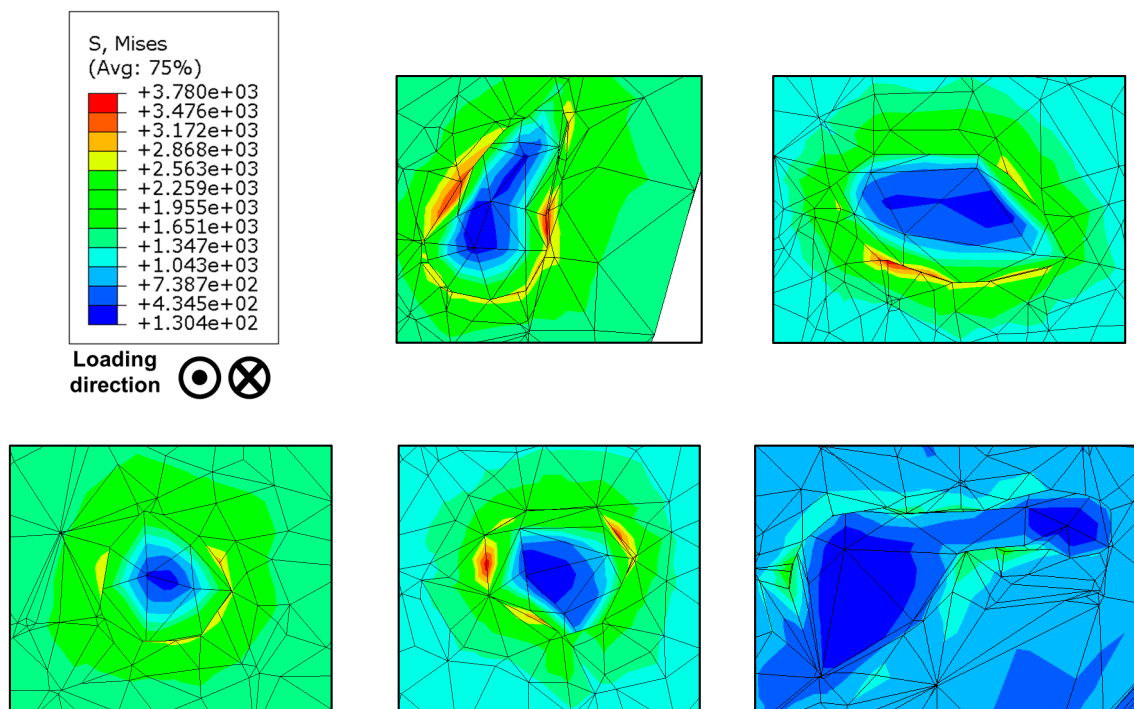 S, Mises
(Avg: 75%)
+3.780e+03
+3.476e+03
+3.172e+03
+2.868e+03
+2.563e+03
+2.259e+03
+1.955e+03
+1.651e+03
+1.347e+03
+1.043e+03
+7.387e+02
+4.345e+02
+1.304e+02
Loading
direction